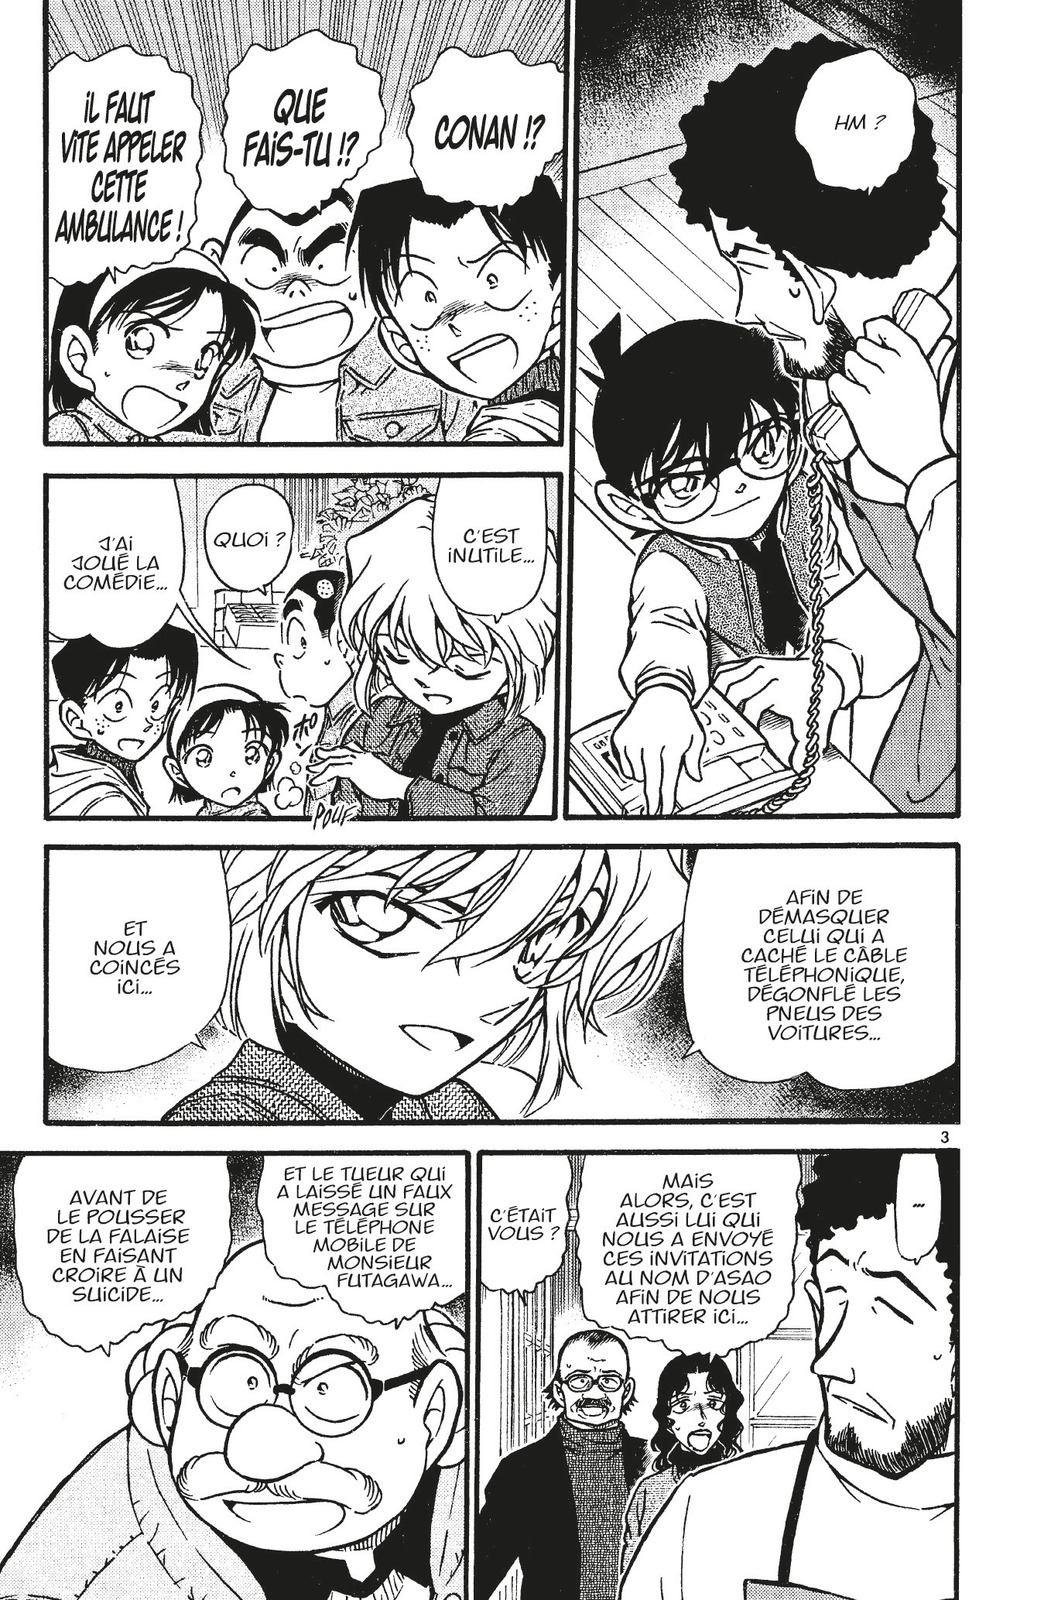 HM ?
CONAN !?
QUE
FAIS-TU !?
iL FAUT
VITE APPELER
CETTE
AMBULANCE !
C'EST
INUTILE...
QUOI ?
J'AI
JOUÉ LA
COMÉDIE...
ポウ
POUF
AFIN DE
DÉMASQUER
CELUI QUI A
CACHÉ LE CÂBLE
TÉLÉPHONIQUE,
DÉGONFLÉ LES
PNEUS DES
VOITURES...
ET
NOUS A
COINCÉS
ICI...
3
...
MAIS
ALORS, C'EST
AUSSI LUI QUI
NOUS A ENVOYÉ
CES INVITATIONS
AU NOM D'ASAO
AFIN DE NOUS
ATTIRER ICI...
C'ÉTAIT
VOUS ?
ET LE TUEUR QUI
A LAISSÉ UN FAUX
MESSAGE SUR
LE TÉLÉPHONE
MOBILE DE
MONSIEUR
FUTAGAWA...
AVANT DE
LE POUSSER
DE LA FALAISE
EN FAISANT
CROIRE À UN
SUICIDE...